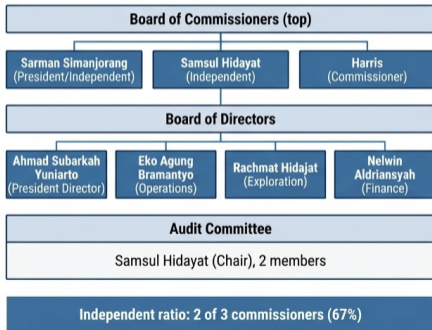 Board of Commissioners (top)
Sarman Simanjorang
(President/Independent)
Samsul Hidayat
(Independent)
Harris
(Commissioner)
Board of Directors
Ahmad Subarkah
Yuniarto
(President Director)
Eko Agung
Bramantyo
(Operations)
Rachmat Hidajat
(Exploration)
Nelwin
Aldriansyah
(Finance)
Audit Committee
Samsul Hidayat (Chair), 2 members
Independent ratio: 2 of 3 commissioners (67%)